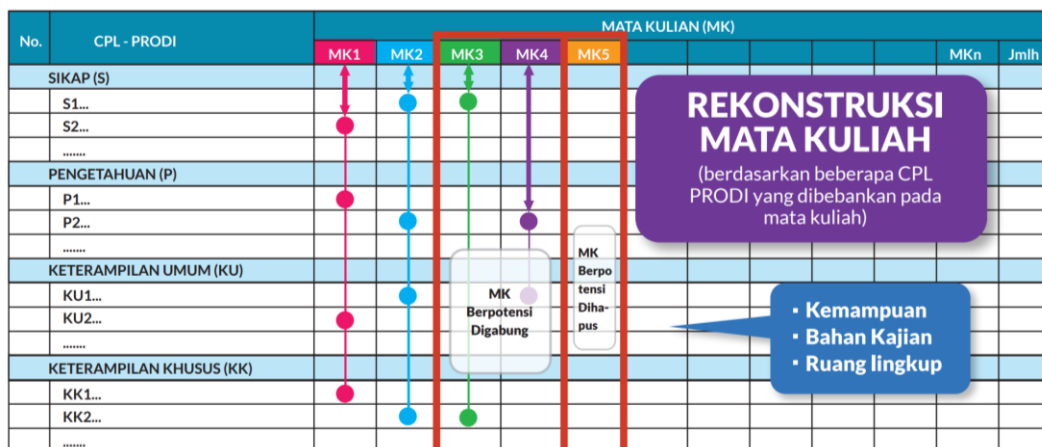 No.
CPL - PRODI
MATA KULIAN (MK)
MK1 MK2 MK3 MK4 MK5 MKn Jmlh
SIKAP (S)
S1...
S2...
.......
PENGETAHUAN (P)
P1...
P2...
.......
KETERAMPILAN UMUM (KU)
KU1...
KU2...
.......
KETERAMPILAN KHUSUS (KK)
KK1...
KK2...
.......
MK
Berpotensi
Digabung
MK
Berpo
tensi
Diha-
pus
REKONSTRUKSI
MATA KULIAH
(berdasarkan beberapa CPL
PRODI yang dibebankan pada
mata kuliah)
▪ Kemampuan
▪ Bahan Kajian
▪ Ruang lingkup